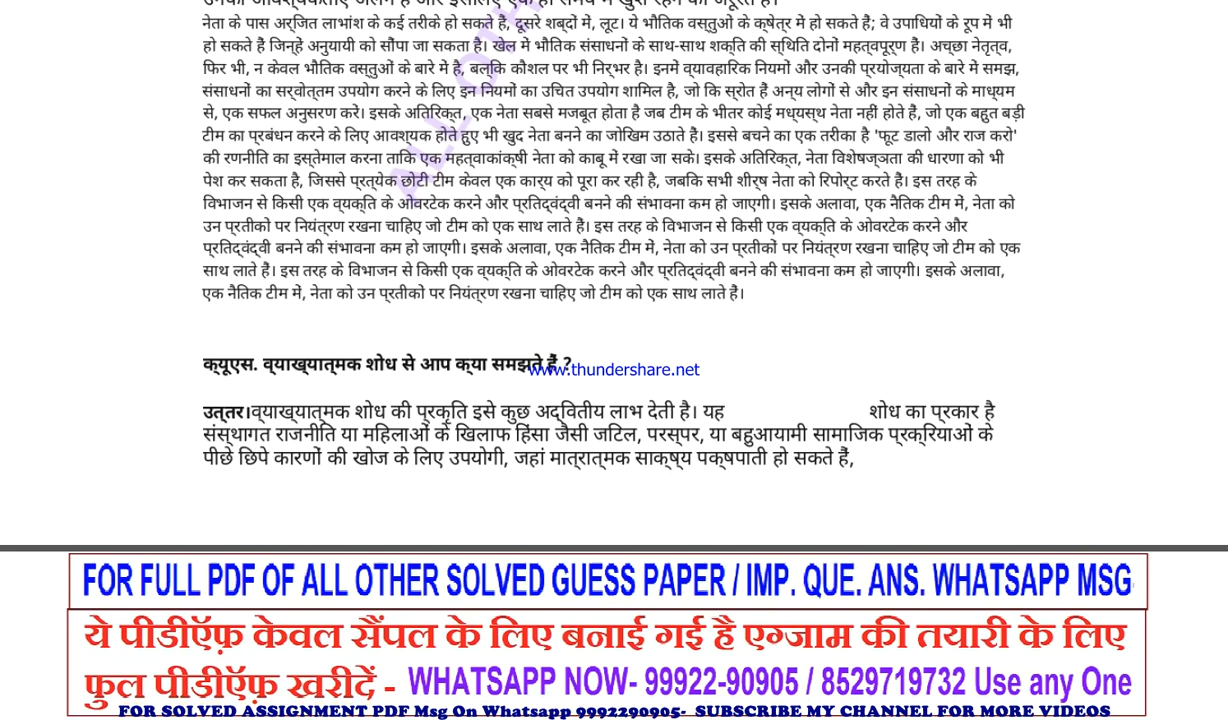 नेता के पास अर्जित लाभांश के कई तरीके हो सकते हैं, दूसरे शब्दों में, लूट। ये भौतिक वस्तुओं के क्षेत्र में हो सकते हैं; वे उपाधियों के रूप में भी
हो सकते हैं जिन्हें अनुयायी को सौंपा जा सकता है। खेल में भौतिक संसाधनों के साथ-साथ शक्ति की स्थिति दोनों महत्वपूर्ण हैं। अच्छा नेतृत्व,
फिर भी, न केवल भौतिक वस्तुओं के बारे में है, बल्कि कौशल पर भी निर्भर है। इनमें व्यावहारिक नियमों और उनकी प्रयोज्यता के बारे में समझ,
संसाधनों का सर्वोत्तम उपयोग करने के लिए इन नियमों का उचित उपयोग शामिल है, जो कि स्रोत हैं अन्य लोगों से और इन संसाधनों के माध्यम
से, एक सफल अनुसरण करें। इसके अतिरिक्त, एक नेता सबसे मजबूत होता है जब टीम के भीतर कोई मध्यस्थ नेता नहीं होते हैं, जो एक बहुत बड़ी
टीम का प्रबंधन करने के लिए आवश्यक होते हुए भी खुद नेता बनने का जोखिम उठाते हैं। इससे बचने का एक तरीका है 'फूट डालो और राज करो'
की रणनीति का इस्तेमाल करना ताकि एक महत्वाकांक्षी नेता को काबू में रखा जा सके। इसके अतिरिक्त, नेता विशेषज्ञता की धारणा को भी
पेश कर सकता है, जिससे प्रत्येक छोटी टीम केवल एक कार्य को पूरा कर रही है, जबकि सभी शीर्ष नेता को रिपोर्ट करते हैं। इस तरह के
विभाजन से किसी एक व्यक्ति के ओवरटेक करने और प्रतिद्वंद्वी बनने की संभावना कम हो जाएगी। इसके अलावा, एक नैतिक टीम में, नेता को
उन प्रतीकों पर नियंत्रण रखना चाहिए जो टीम को एक साथ लाते हैं। इस तरह के विभाजन से किसी एक व्यक्ति के ओवरटेक करने और
प्रतिद्वंद्वी बनने की संभावना कम हो जाएगी। इसके अलावा, एक नैतिक टीम में, नेता को उन प्रतीकों पर नियंत्रण रखना चाहिए जो टीम को एक
साथ लाते हैं। इस तरह के विभाजन से किसी एक व्यक्ति के ओवरटेक करने और प्रतिद्वंद्वी बनने की संभावना कम हो जाएगी। इसके अलावा,
एक नैतिक टीम में, नेता को उन प्रतीकों पर नियंत्रण रखना चाहिए जो टीम को एक साथ लाते हैं।
क्यूएस. व्याख्यात्मक शोध से आप क्या समझते हैं ?
www.thundershare.net
उत्तर।व्याख्यात्मक शोध की प्रकृति इसे कुछ अद्वितीय लाभ देती है। यह शोध का प्रकार है
संस्थागत राजनीति या महिलाओं के खिलाफ हिंसा जैसी जटिल, परस्पर, या बहुआयामी सामाजिक प्रक्रियाओं के
पीछे छिपे कारणों की खोज के लिए उपयोगी, जहां मात्रात्मक साक्ष्य पक्षपाती हो सकते हैं,
FOR FULL PDF OF ALL OTHER SOLVED GUESS PAPER / IMP. QUE. ANS. WHATSAPP MSG
ये पीडीऍफ़ केवल सैंपल के लिए बनाई गई है एग्जाम की तयारी के लिए
फुल पीडीऍफ़ खरीदें - WHATSAPP NOW- 99922-90905 / 8529719732 Use any One
FOR SOLVED ASSIGNMENT PDF Msg On Whatsapp 9992290905- SUBSCRIBE MY CHANNEL FOR MORE VIDEOS